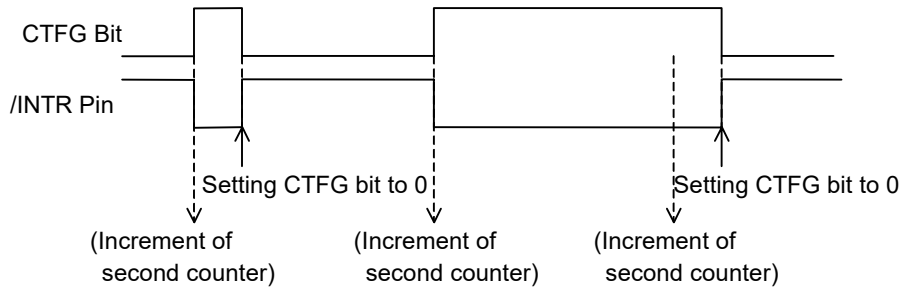 CTFG Bit
/INTR Pin
Setting CTFG bit to 0
Setting CTFG bit to 0
(Increment of
second counter)
(Increment of
second counter)
(Increment of
second counter)